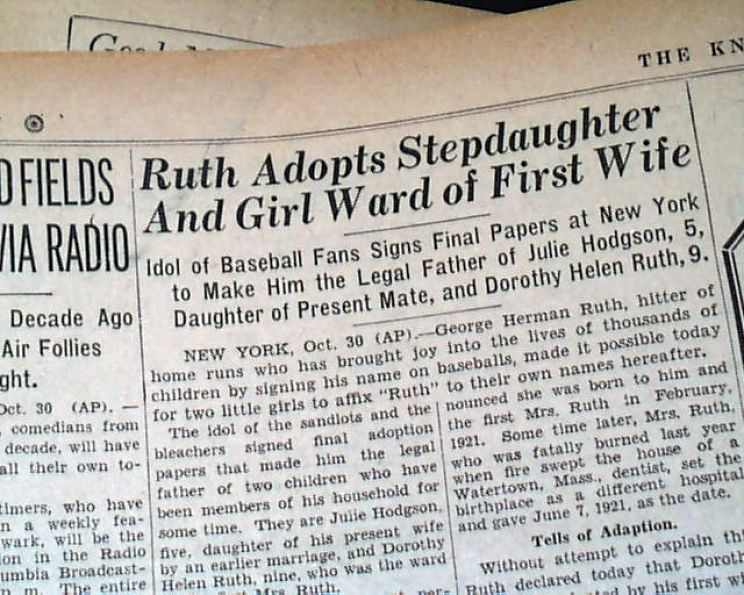 THE KN
D FIELDS
VIA RADIO
Decade Ago
Air Follies
ght.
Oct. 30 (AP). —
comedians from
decade, will have
all their own to-
timers, who have
n a weekly fea-
wark, will be the
ion in the Radio
umbia Broadcast-
m. The entire
Ruth Adopts Stepdaughter
And Girl Ward of First Wife
Idol of Baseball Fans Signs Final Papers at New York
to Make Him the Legal Father of Julie Hodgson, 5,
Daughter of Present Mate, and Dorothy Helen Ruth, 9.
NEW YORK, Oct. 30 (AP).—George Herman Ruth, hitter of
home runs who has brought joy into the lives of thousands of
children by signing his name on baseballs, made it possible today
for two little girls to affix "Ruth" to their own names hereafter.
The idol of the sandlots and the
bleachers signed final adoption
papers that made him the legal
father of two children who have
been members of his household for
some time. They are Julie Hodgson,
five, daughter of his present wife
by an earlier marriage, and Dorothy
Helen Ruth, nine, who was the ward
Mrs. Ruth.
nounced she was born to him and
the first Mrs. Ruth in February,
1921. Some time later, Mrs. Ruth,
who was fatally burned last year
when fire swept the house of a
Watertown, Mass., dentist, set the
birthplace as a different hospital
and gave June 7, 1921, as the date.
Tells of Adaption.
Without attempt to explain thi
Ruth declared today that Doroth
by his first w